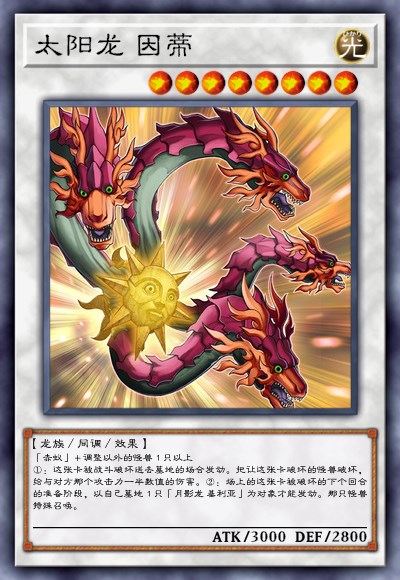 太阳龙 因蒂
光
【龙族／同调／效果】
「赤蚁」＋调整以外的怪兽1只以上
①：这张卡被战斗破坏送去墓地的场合发动。把让这张卡破坏的怪兽破坏，
给与对方那个攻击力一半数值的伤害。②：场上的这张卡被破坏的下个回合
的准备阶段，以自己墓地1只「月影龙 基利亚」为对象才能发动。那只怪兽
特殊召唤。
ATK/3000 DEF/2800